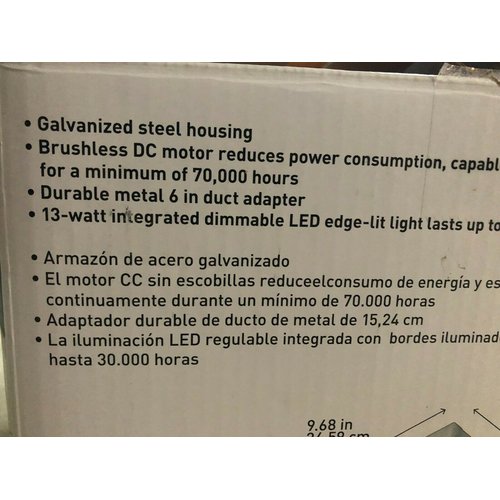 • Galvanized steel housing
• Brushless DC motor reduces power consumption, capabl
for a minimum of 70,000 hours
• Durable metal 6 in duct adapter
• 13-watt integrated dimmable LED edge-lit light lasts up to
• Armazón de acero galvanizado
• El motor CC sin escobillas reduceelconsumo de energía y es
continuamente durante un mínimo de 70.000 horas
• Adaptador durable de ducto de metal de 15,24 cm
• La iluminación LED regulable integrada con bordes iluminad
hasta 30.000 horas
9.68 in
24.58 cm